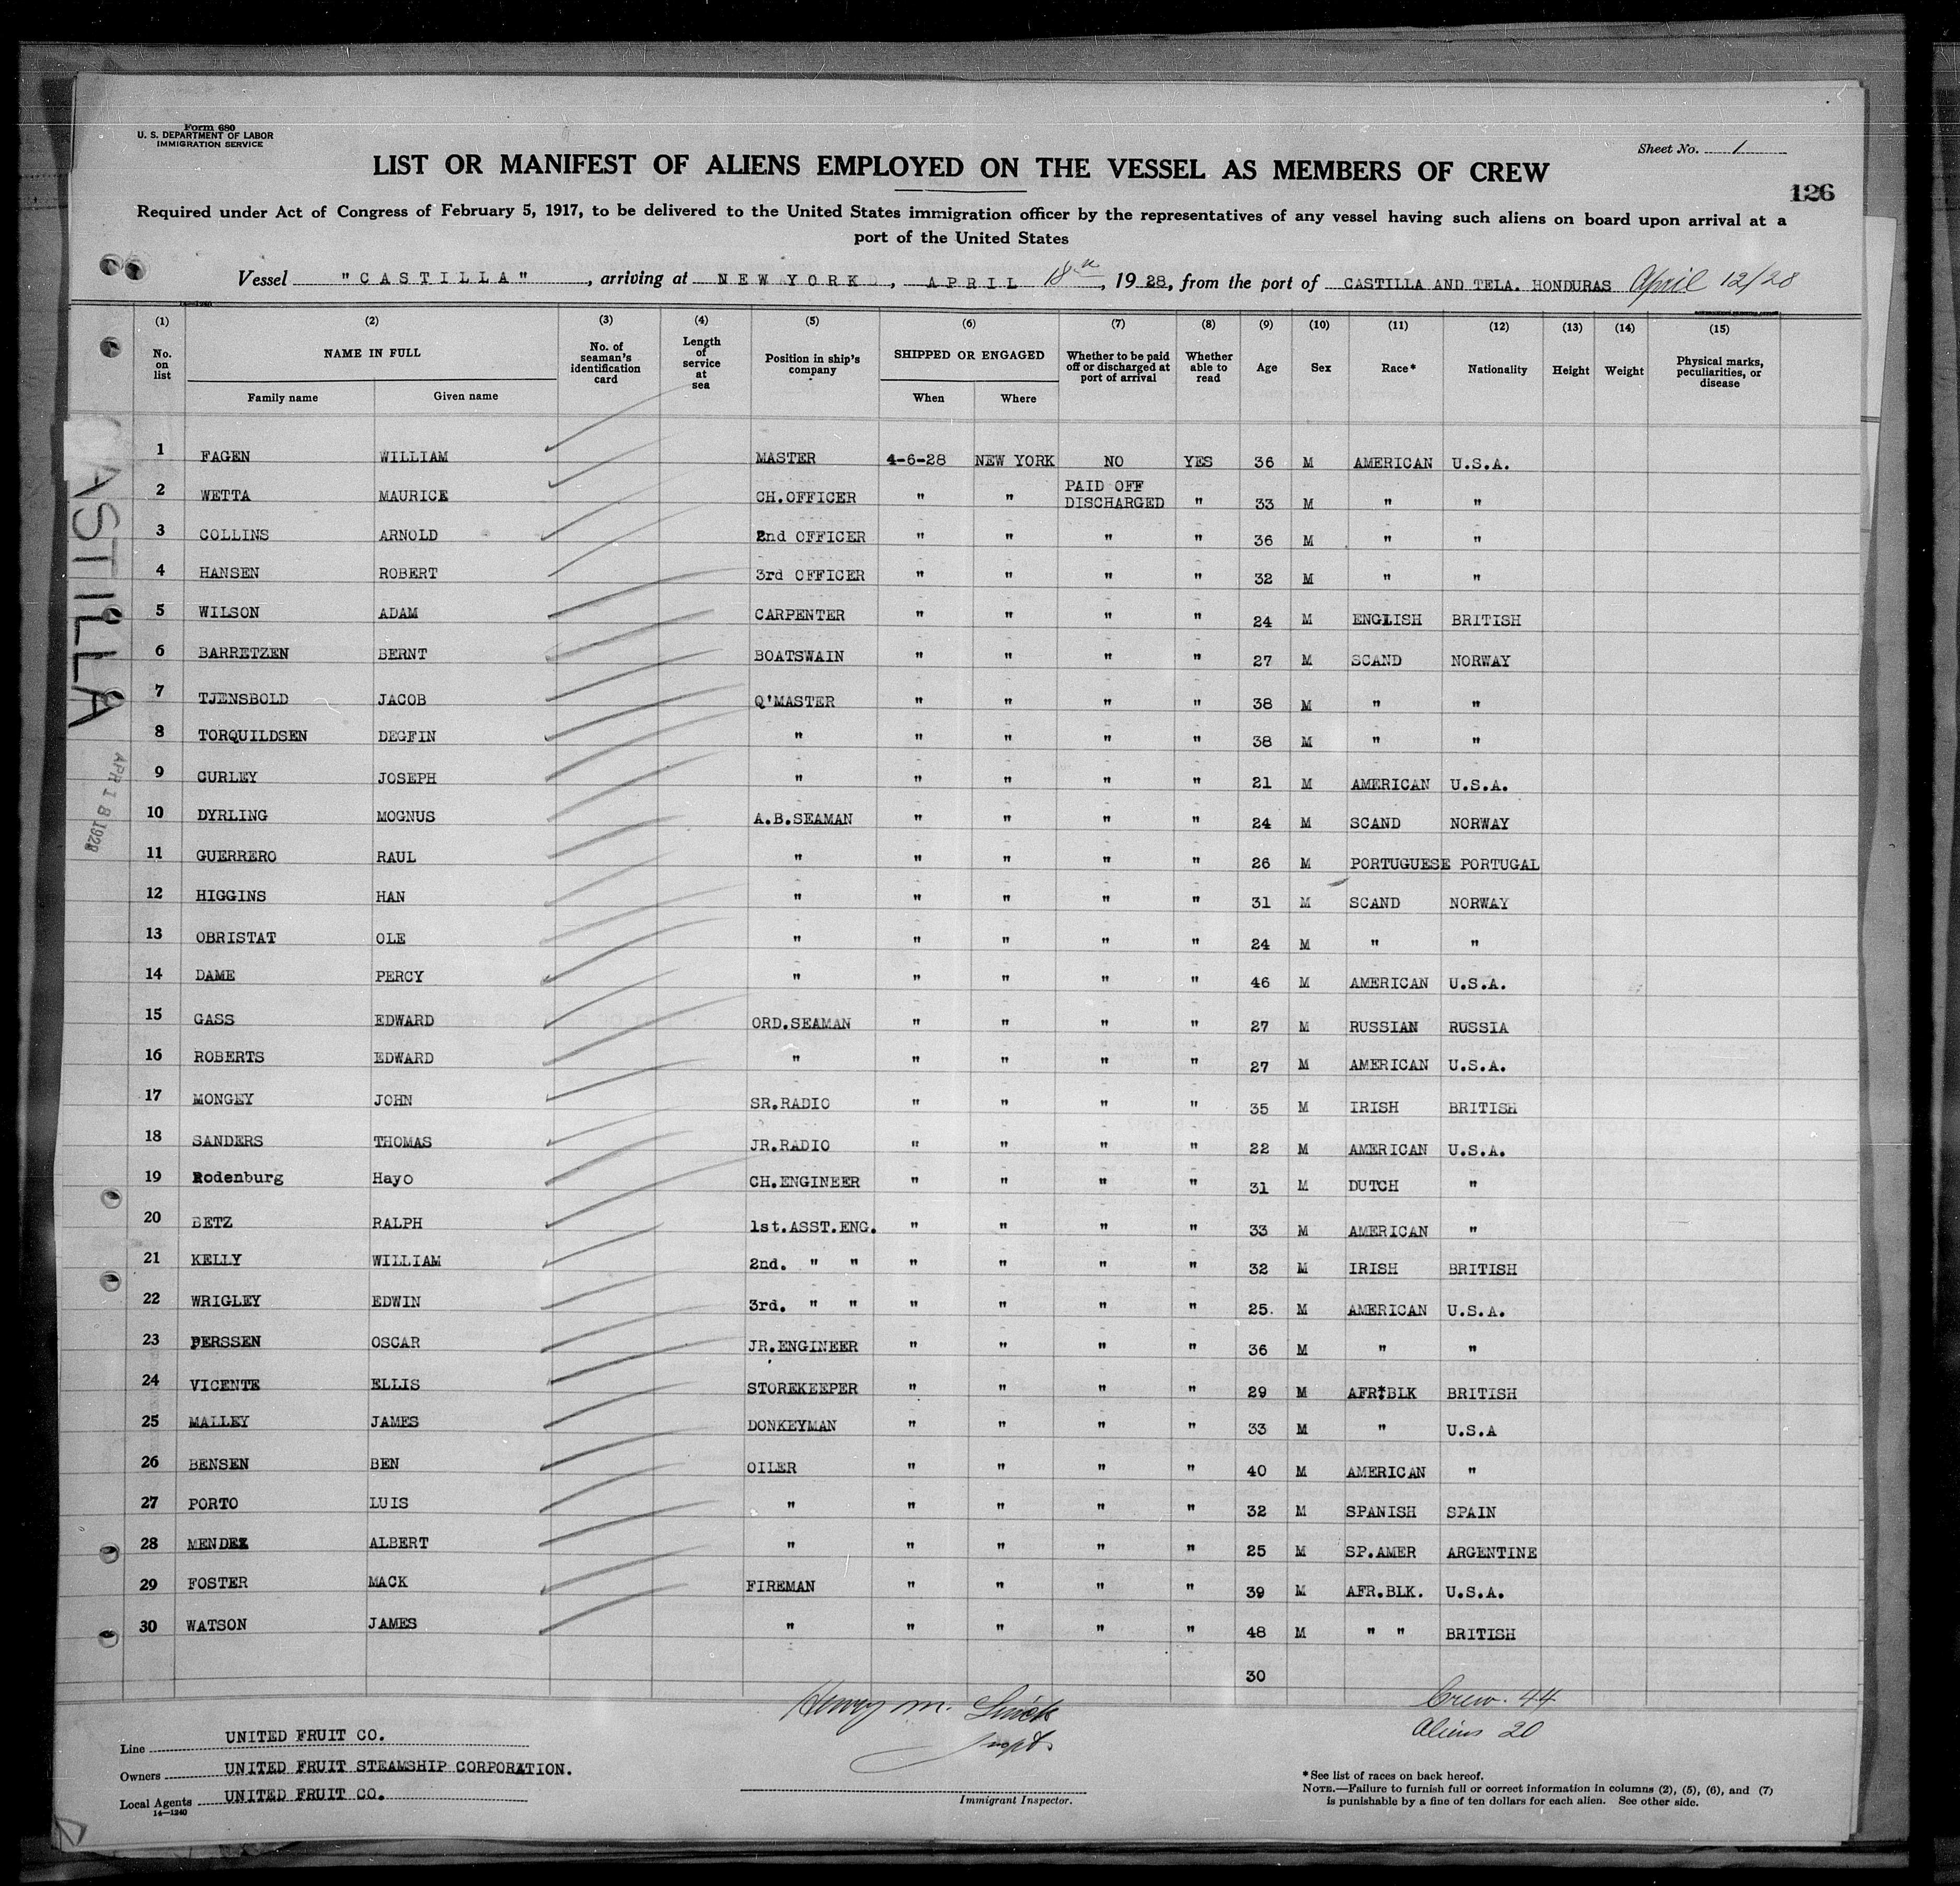 Form 680
U. S. DEPARTMENT OF LABOR
IMMIGRATION SERVICE
Sheet No. 1
LIST OR MANIFEST OF ALIENS EMPLOYED ON THE VESSEL AS MEMBERS OF CREW
126
Required under Act of Congress of February 5, 1917, to be delivered to the United States immigration officer by the representatives of any vessel having such aliens on board upon arrival at a
port of the United States
Vessel "CASTILLA", arriving at NEW YORK, APRIL 18th, 1928, from the port of CASTILLA AND TELA. HONDURAS April 12/28
(1) (2) (3) (4) (5) (6) (7) (8) (9) (10) (11) (12) (13) (14) (15)
No. on list NAME IN FULL Family name Given name No. of seaman's identification card Length of service at sea Position in ship's company SHIPPED OR ENGAGED When Where Whether to be paid off or discharged at port of arrival Whether able to read Age Sex Race* Nationality Height Weight Physical marks, peculiarities, or disease
1 FAGEN WILLIAM MASTER 4-6-28 NEW YORK NO YES 36 M AMERICAN U.S.A.
2 WETTA MAURICE CH.OFFICER " " PAID OFF DISCHARGED " 33 M " "
3 COLLINS ARNOLD 2nd OFFICER " " " " 36 M " "
4 HANSEN ROBERT 3rd OFFICER " " " " 32 M " "
5 WILSON ADAM CARPENTER " " " " 24 M ENGLISH BRITISH
6 BARRETZEN BERNT BOATSWAIN " " " " 27 M SCAND NORWAY
7 TJENSBOLD JACOB Q'MASTER " " " " 38 M " "
8 TORQUILDSEN DEGFIN " " " " " 38 M " "
9 CURLEY JOSEPH " " " " " 21 M AMERICAN U.S.A.
10 DYRLING MOGNUS A.B.SEAMAN " " " " 24 M SCAND NORWAY
11 GUERRERO RAUL " " " " " 26 M PORTUGUESE PORTUGAL
12 HIGGINS HAN " " " " " 31 M SCAND NORWAY
13 OBRISTAT OLE " " " " " 24 M " "
14 DAME PERCY " " " " " 46 M AMERICAN U.S.A.
15 GASS EDWARD ORD.SEAMAN " " " " 27 M RUSSIAN RUSSIA
16 ROBERTS EDWARD " " " " " 27 M AMERICAN U.S.A.
17 MONGEY JOHN SR.RADIO " " " " 35 M IRISH BRITISH
18 SANDERS THOMAS JR.RADIO " " " " 22 M AMERICAN U.S.A.
19 Rodenburg Hayo CH.ENGINEER " " " " 31 M DUTCH "
20 BETZ RALPH 1st.ASST.ENG. " " " " 33 M AMERICAN "
21 KELLY WILLIAM 2nd. " " " " " " 32 M IRISH BRITISH
22 WRIGLEY EDWIN 3rd. " " " " " " 25. M AMERICAN U.S.A.
23 PERSSEN OSCAR JR.ENGINEER " " " " 36 M " "
24 VICENTE ELLIS STOREKEEPER " " " " 29 M AFR.BLK BRITISH
25 MALLEY JAMES DONKEYMAN " " " " 33 M " U.S.A
26 BENSEN BEN OILER " " " " 40 M AMERICAN "
27 PORTO LUIS " " " " " 32 M SPANISH SPAIN
28 MENDEZ ALBERT " " " " " 25 M SP.AMER ARGENTINE
29 FOSTER MACK FIREMAN " " " " 39 M AFR.BLK. U.S.A.
30 WATSON JAMES " " " " " 48 M " " BRITISH
30
CASTILLA
APR 18 1928
Henry M.
Inspt.
Crew. 44
Aliens 20
Line UNITED FRUIT CO.
Owners UNITED FRUIT STEAMSHIP CORPORATION.
Local Agents UNITED FRUIT CO.
14-1240
Immigrant Inspector.
*See list of races on back hereof.
NOTE.—Failure to furnish full or correct information in columns (2), (5), (6), and (7)
is punishable by a fine of ten dollars for each alien. See other side.